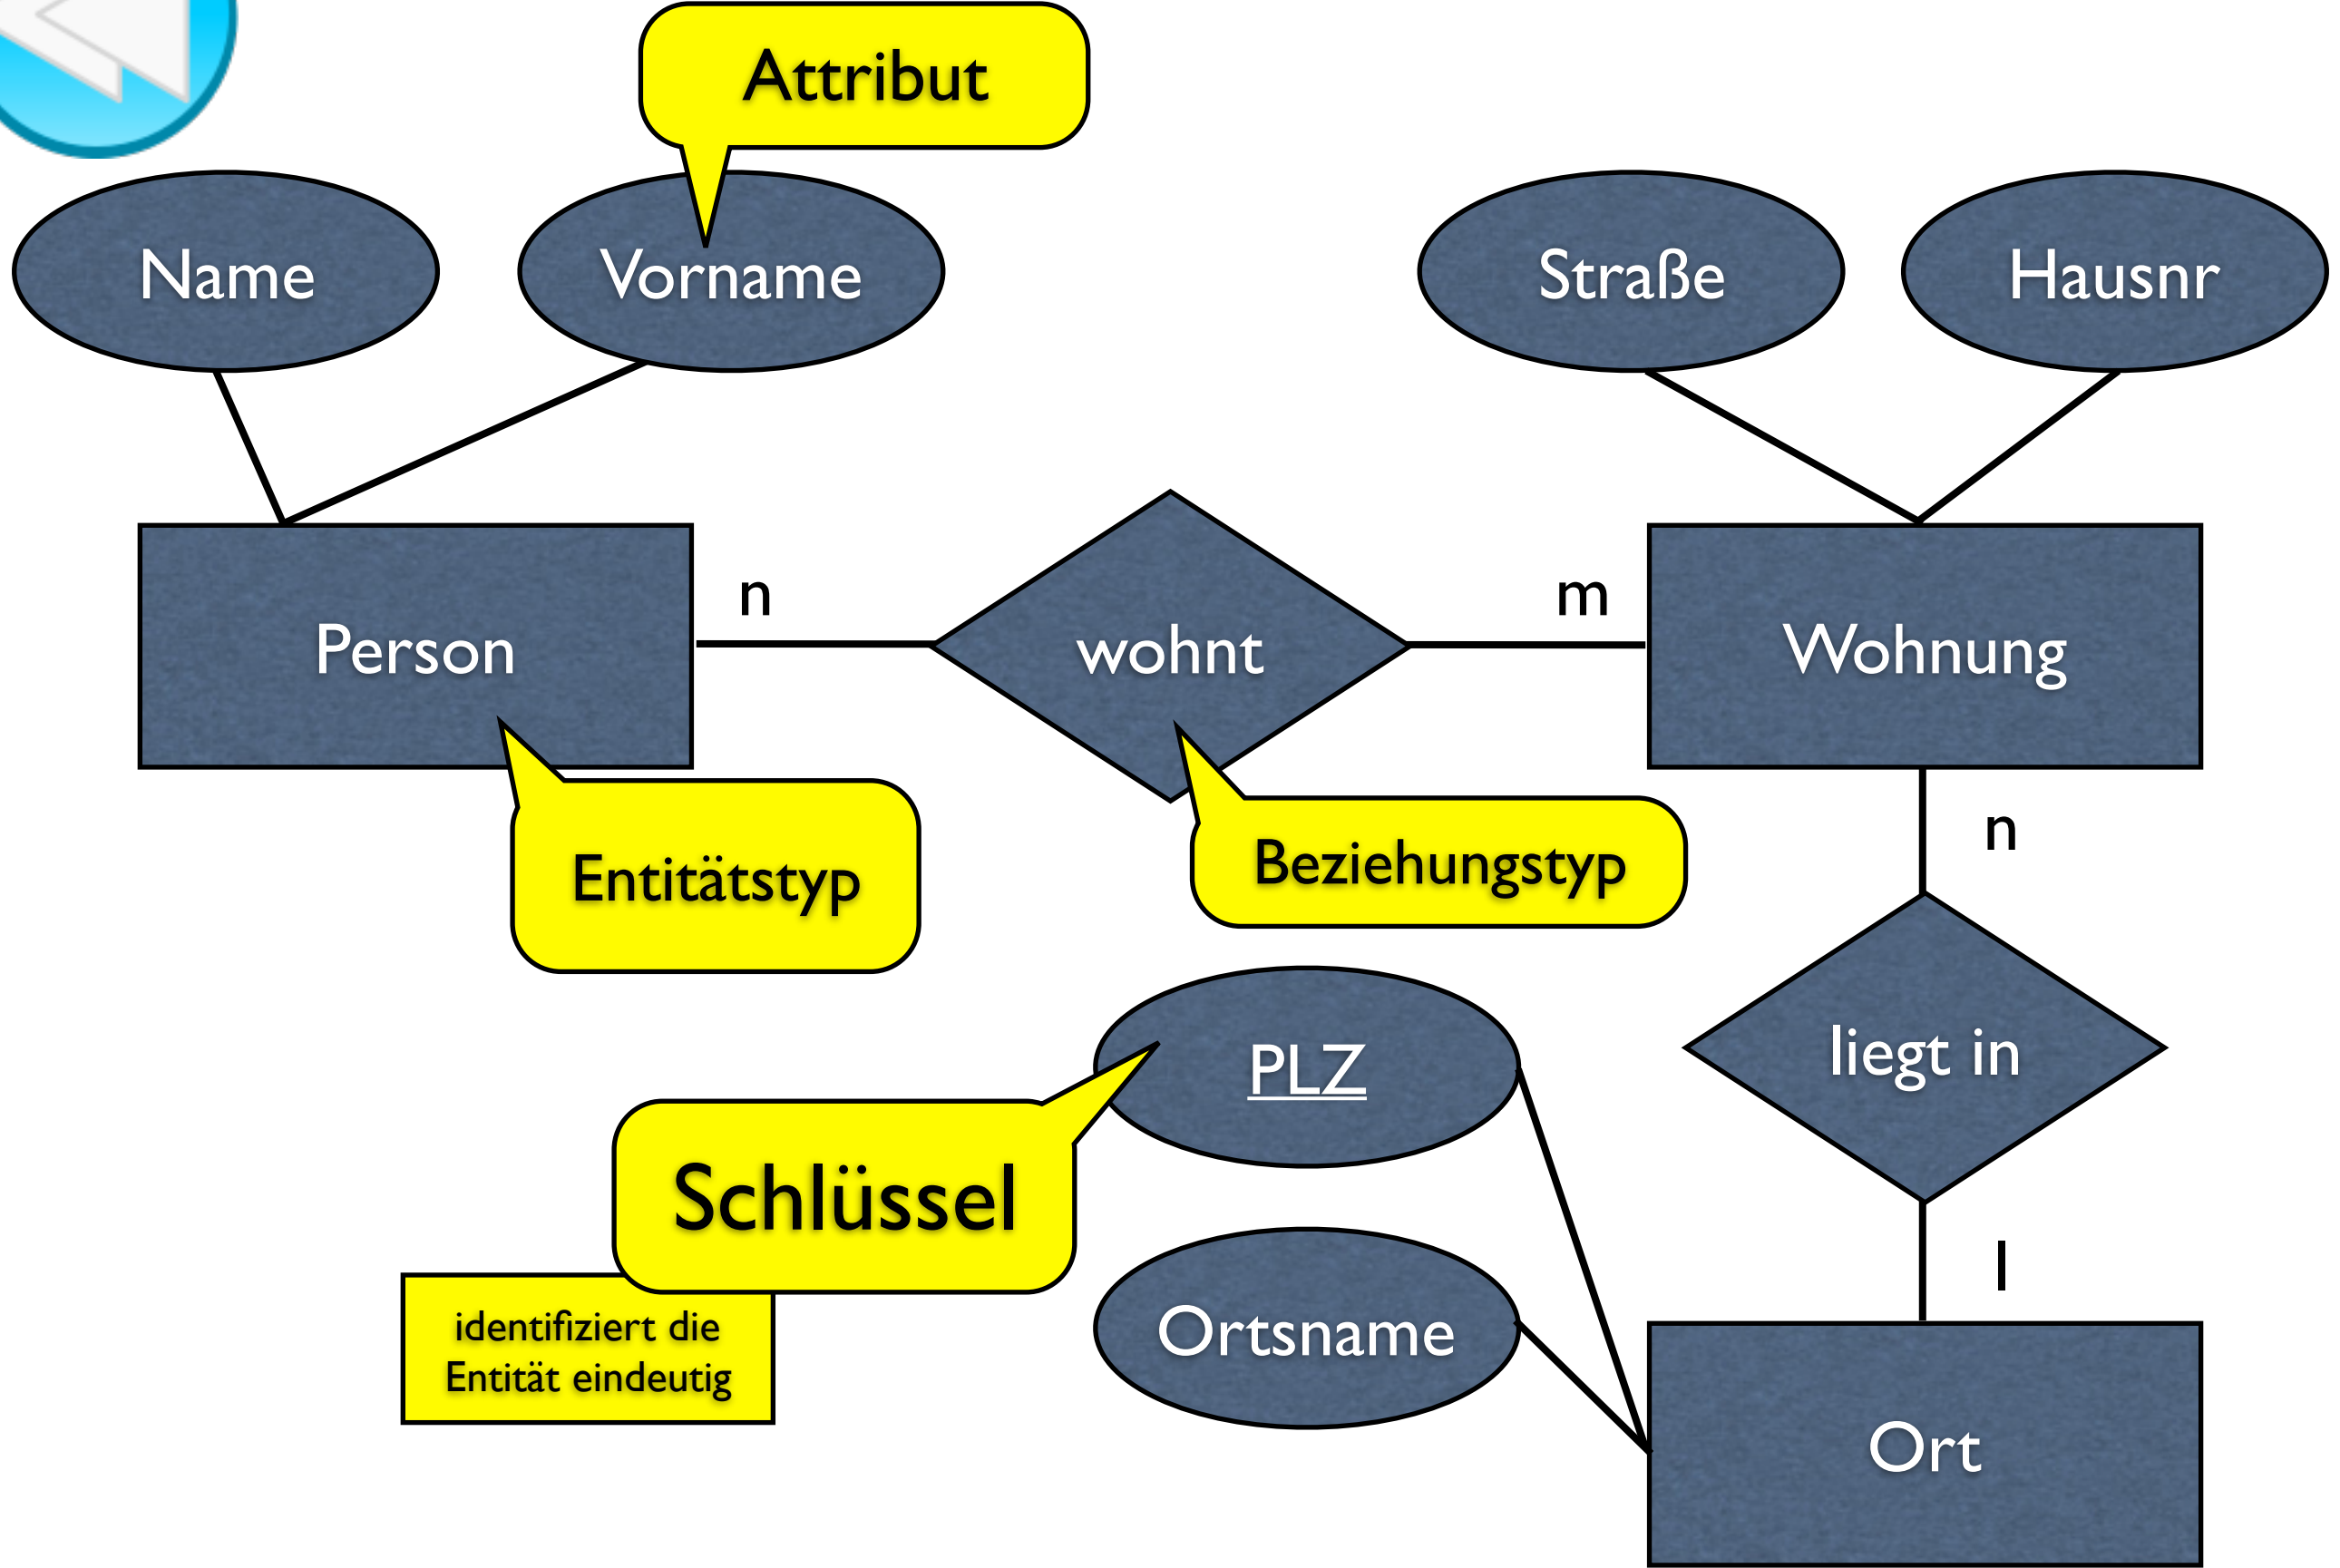 Attribut
Name
Vorname
Straße
Hausnr
n
m
Person
wohnt
Wohnung
n
Entitätstyp
Beziehungstyp
liegt in
PLZ
Schlüssel
1
identifiziert die
Entität eindeutig
Ortsname
Ort